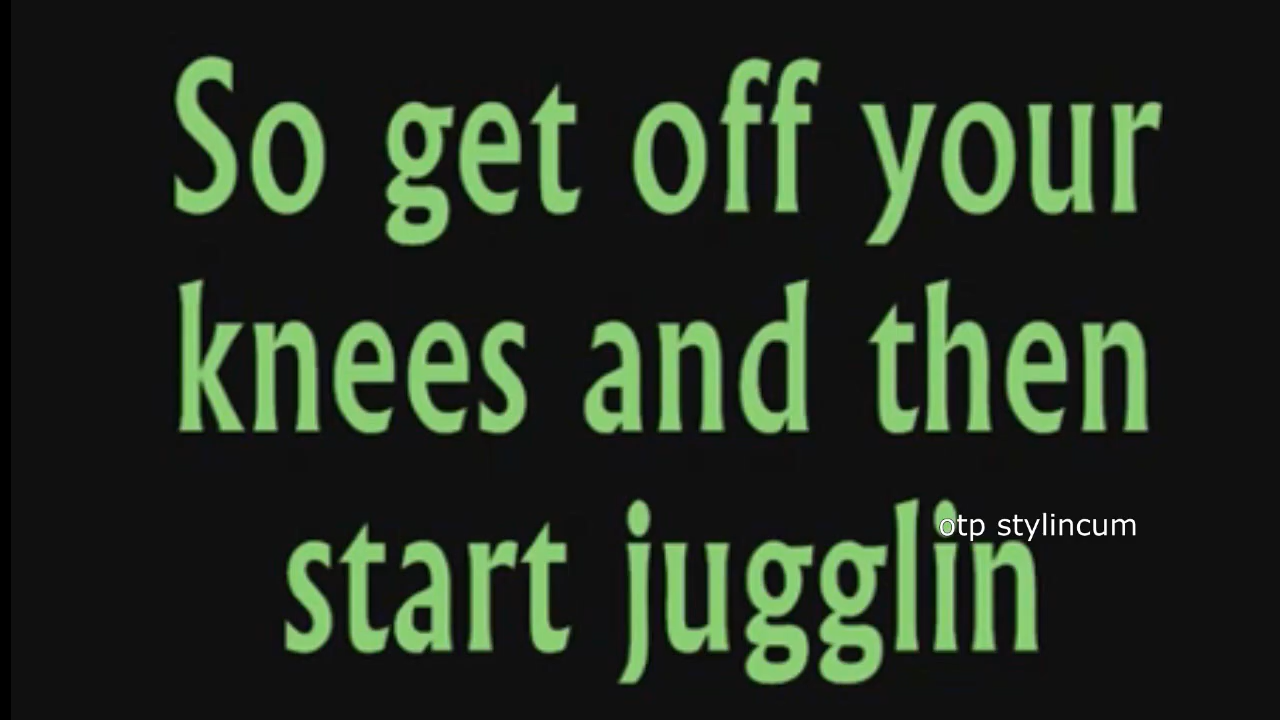 So get off your
knees and then
start jugglin
otp stylincum